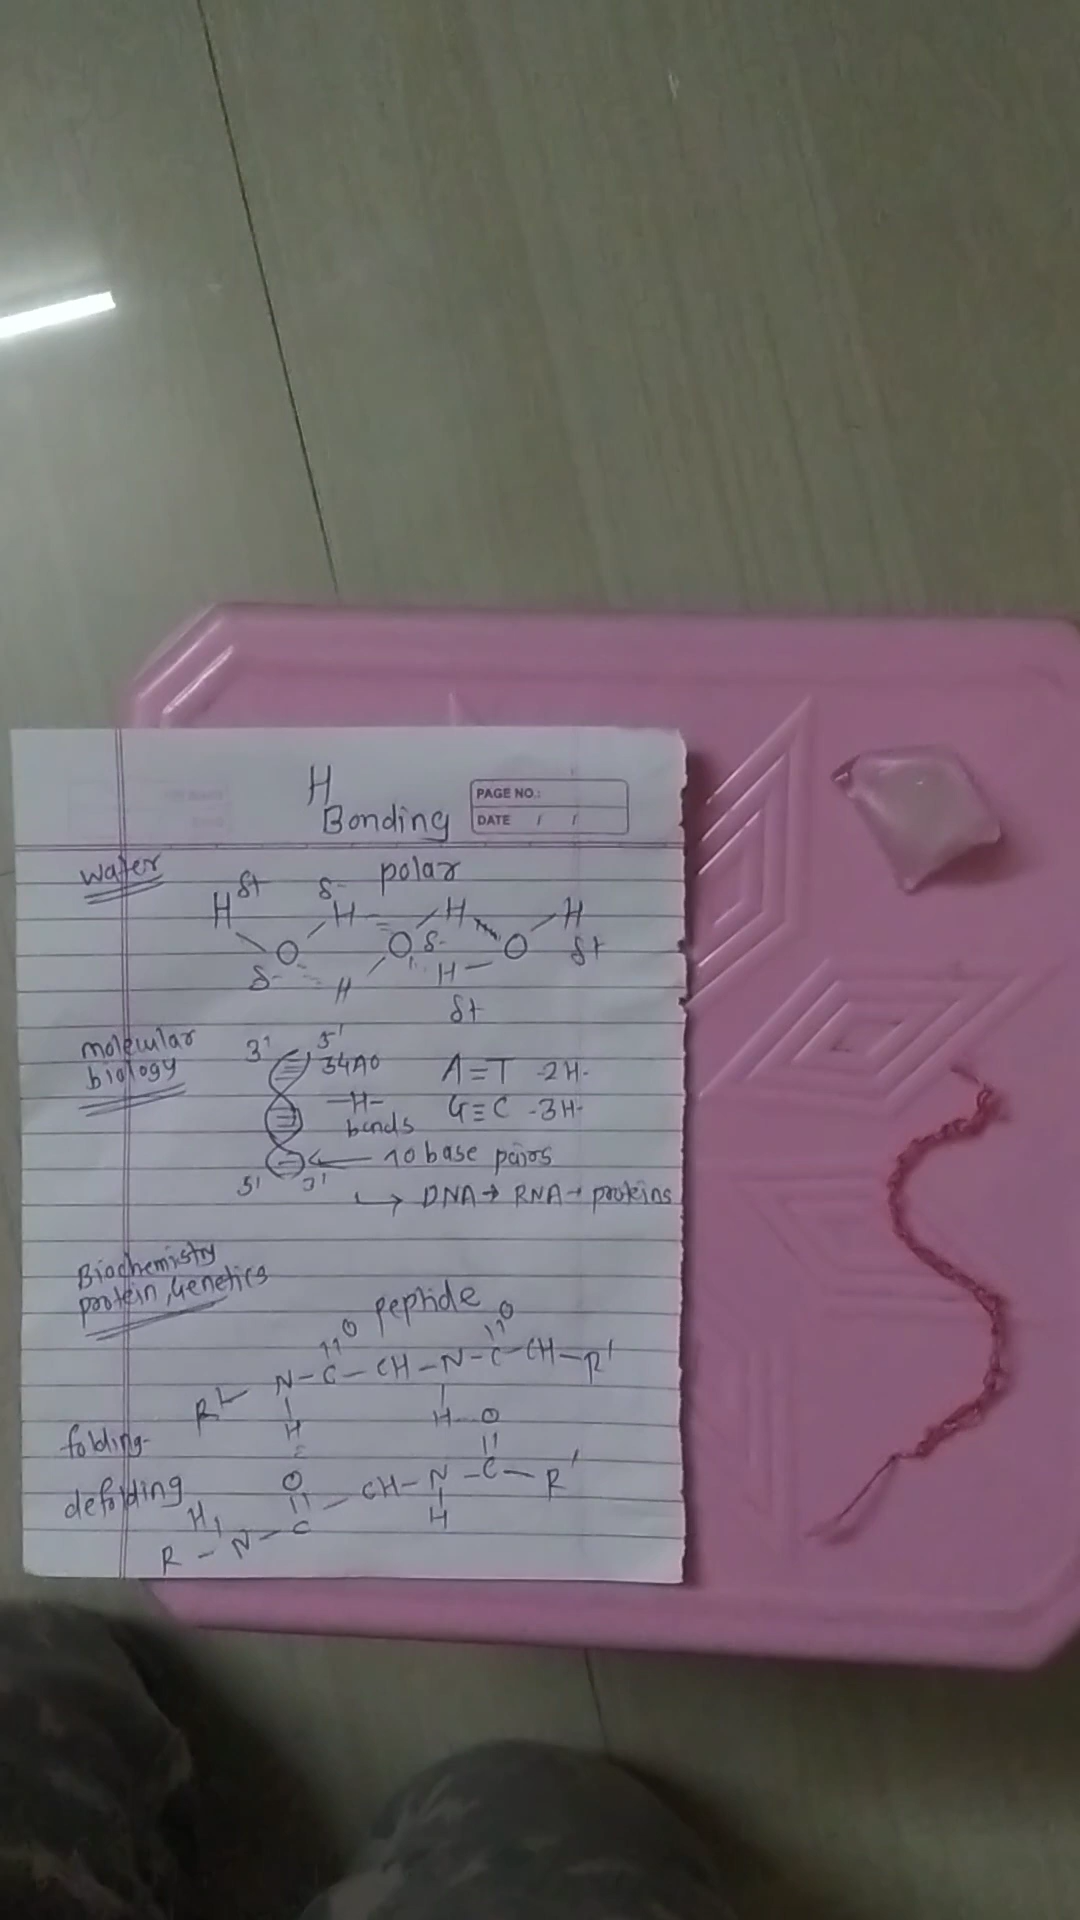 H
Bonding
PAGE NO.:
DATE / /
water
polar
H δ+ δ- H H H
O O δ- O δ+
δ- H H
δ+
molecular
biology
3' 5'
34A0
A=T -2H-
-H-
bonds
G≡C -3H-
10 base pairs
5' 3'
→ DNA → RNA → proteins
Biochemistry
protein, Genetics
peptide
O O
R N-C-CH-N-C-CH-R'
H H O
folding-
defolding
O CH-N-C-R'
H H
R-N-C